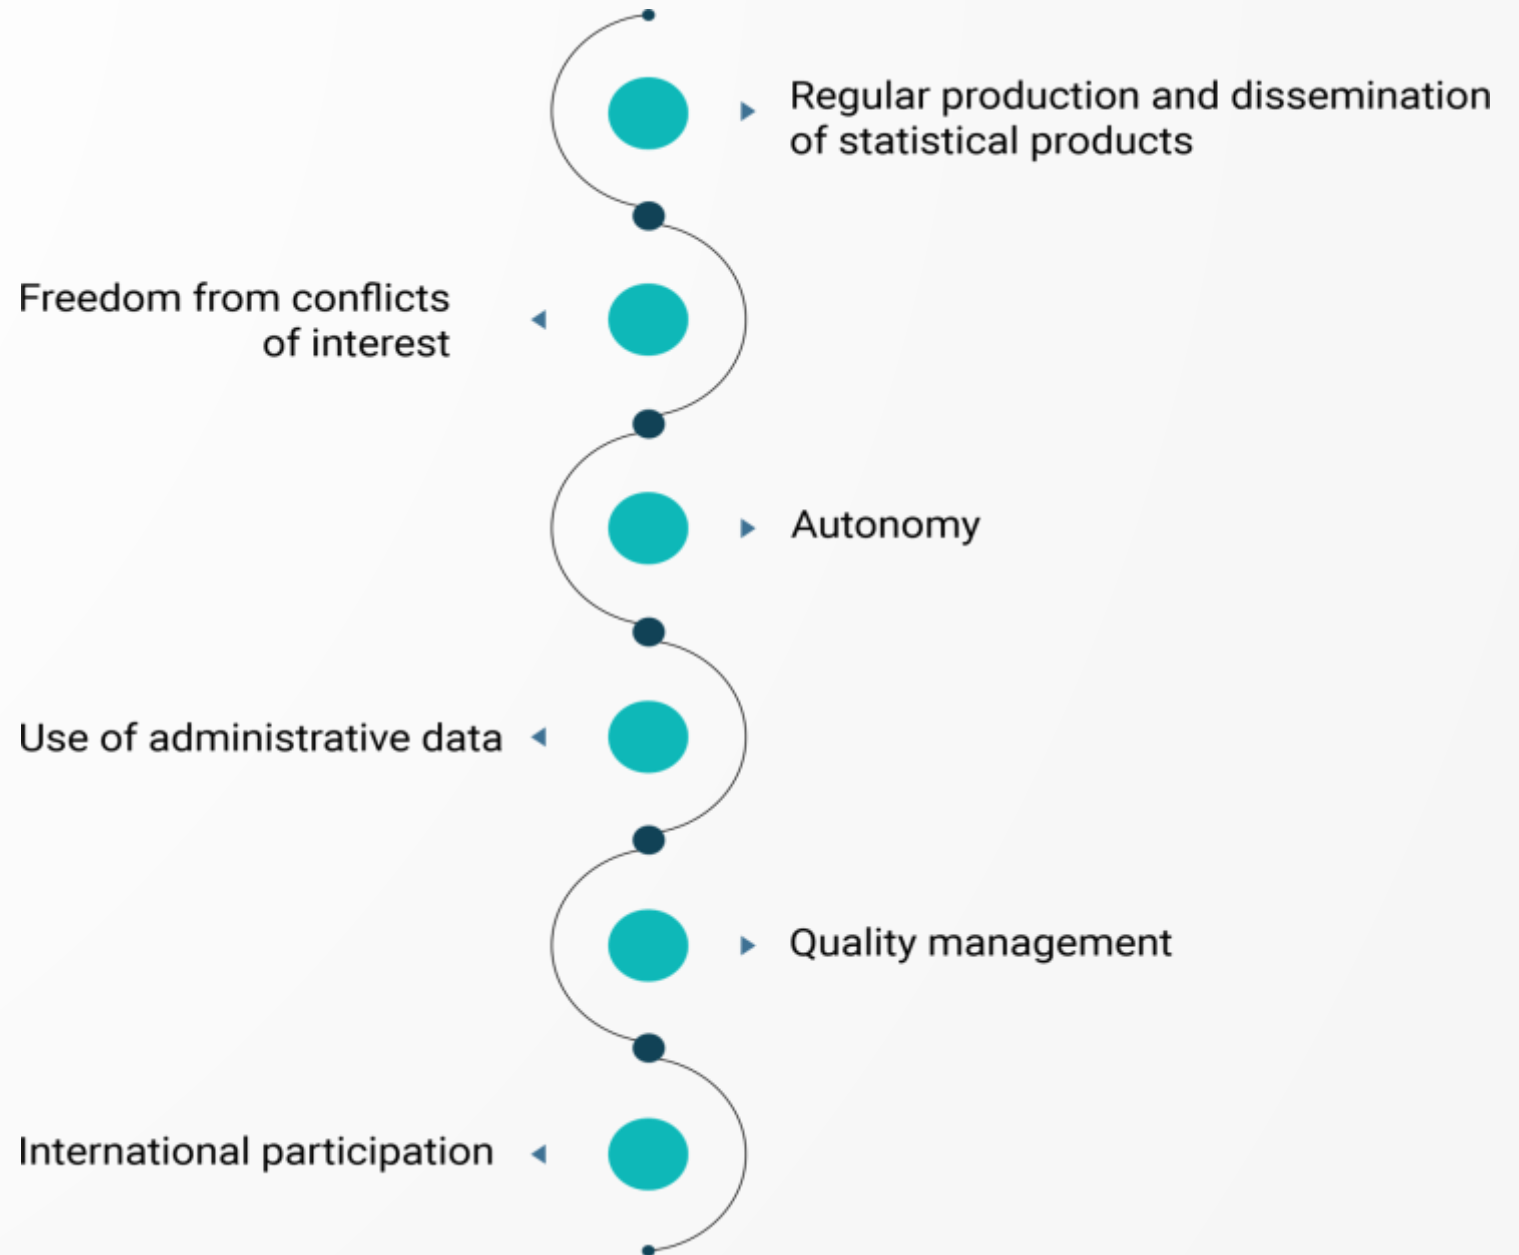 Regular production and dissemination
of statistical products
Freedom from conflicts
of interest
Autonomy
Use of administrative data
Quality management
International participation